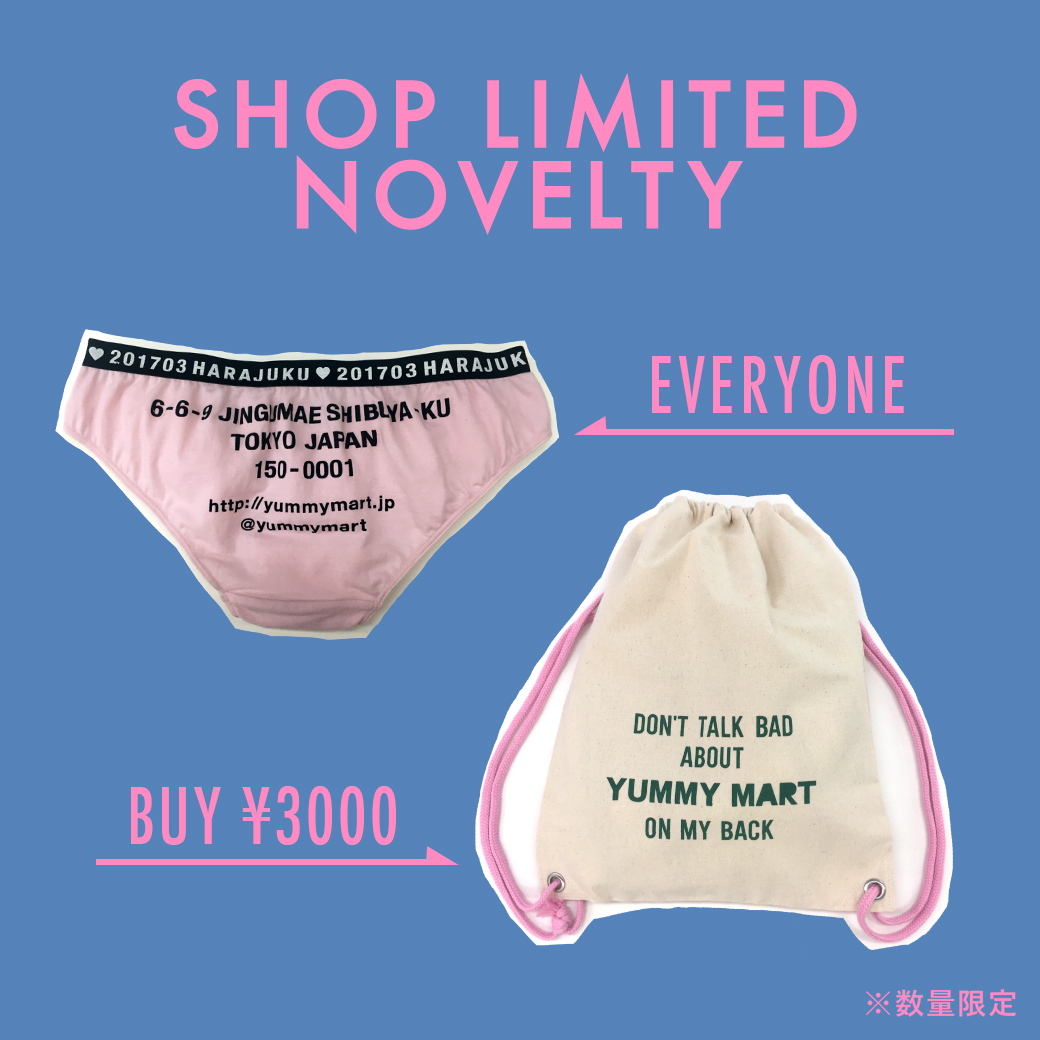 SHOP LIMITED
NOVELTY
♥ 201703 HARAJUKU ♥ 201703 HARAJUK
6-6-9 JINGUMAE SHIBUYA-KU
TOKYO JAPAN
150-0001
http://yummymart.jp
@yummymart
EVERYONE
DON'T TALK BAD
ABOUT
YUMMY MART
ON MY BACK
BUY ¥3000
※数量限定